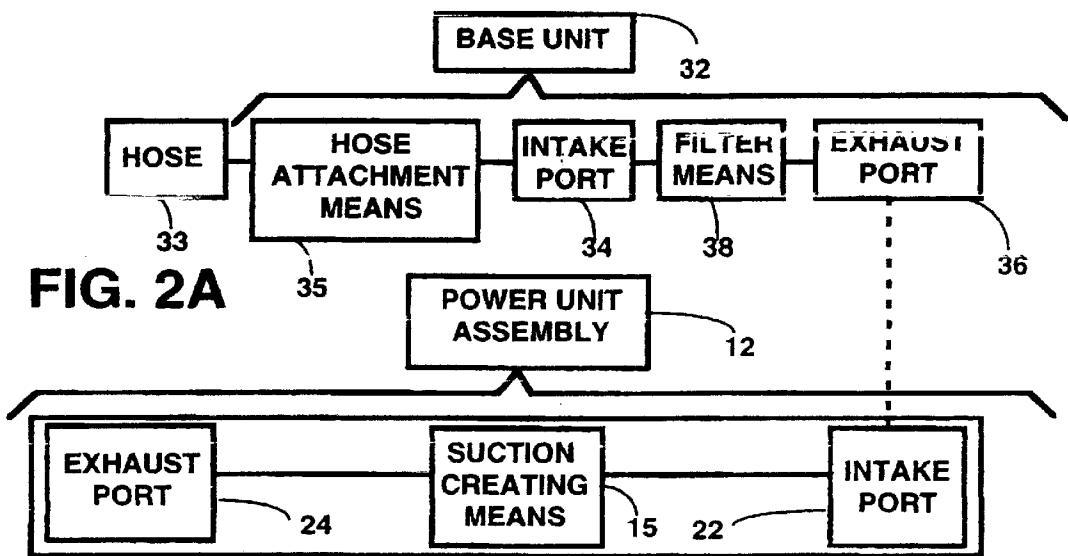 BASE UNIT
32
HOSE
HOSE
ATTACHMENT
MEANS
INTAKE
PORT
FILTER
MEANS
EXHAUST
PORT
33
35
34
38
36
FIG. 2A
POWER UNIT
ASSEMBLY
12
EXHAUST
PORT
SUCTION
CREATING
MEANS
INTAKE
PORT
24
15
22